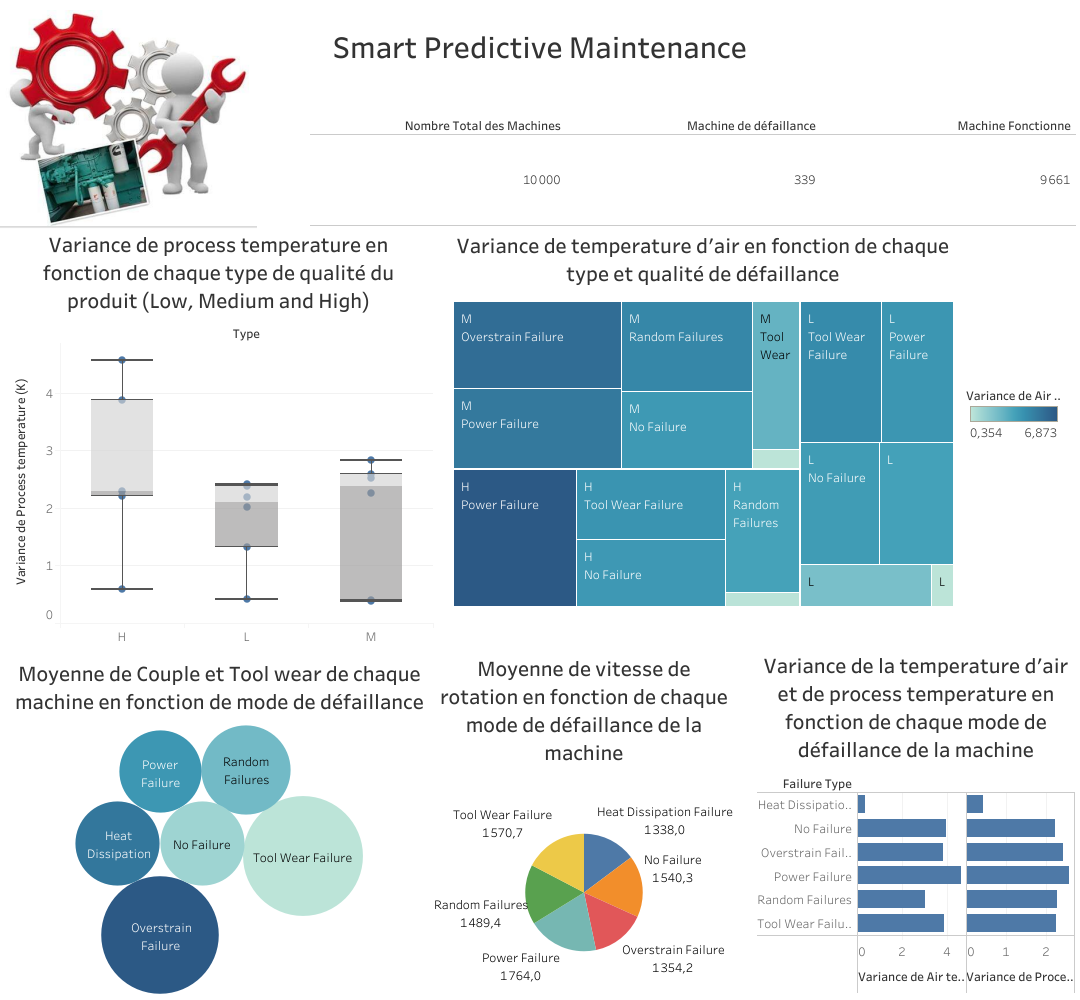 Smart Predictive Maintenance
Nombre Total des Machines
Machine de défaillance
Machine Fonctionne
10 000
339
9 661
Variance de process temperature en
fonction de chaque type de qualité du
produit (Low, Medium and High)
Type
Variance de Process temperature (K)
4
3
2
1
0
H
L
M
Variance de temperature d’air en fonction de chaque
type et qualité de défaillance
M
Overstrain Failure
M
Random Failures
M
Tool
Wear
L
Tool Wear
Failure
L
Power
Failure
M
Power Failure
M
No Failure
H
Power Failure
H
Tool Wear Failure
H
Random
Failures
H
No Failure
L
No Failure
L
L
L
Variance de Air ..
0,354
6,873
Moyenne de Couple et Tool wear de chaque
machine en fonction de mode de défaillance
Power
Failure
Random
Failures
Heat
Dissipation
No Failure
Tool Wear Failure
Overstrain
Failure
Moyenne de vitesse de
rotation en fonction de chaque
mode de défaillance de la
machine
Tool Wear Failure
1570,7
Heat Dissipation Failure
1338,0
No Failure
1540,3
Random Failures
1489,4
Power Failure
1764,0
Overstrain Failure
1354,2
Variance de la temperature d’air
et de process temperature en
fonction de chaque mode de
défaillance de la machine
Failure Type
Heat Dissipatio..
No Failure
Overstrain Fail..
Power Failure
Random Failures
Tool Wear Failu..
0
2
4
0
1
2
Variance de Air te..
Variance de Proce..